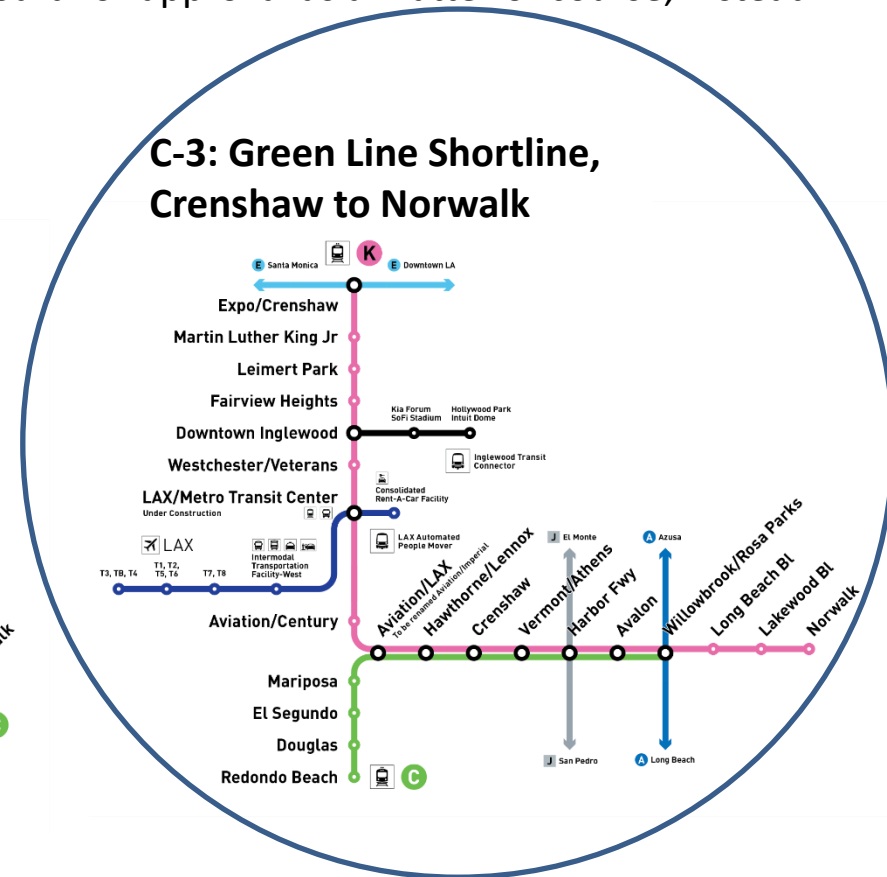 C-3: Green Line Shortline,
Crenshaw to Norwalk
K
E Santa Monica
E Downtown LA
Expo/Crenshaw
Martin Luther King Jr
Leimert Park
Fairview Heights
Kia Forum
SoFi Stadium
Hollywood Park
Intuit Dome
Downtown Inglewood
Inglewood Transit
Connector
Westchester/Veterans
LAX/Metro Transit Center
Under Construction
Consolidated
Rent-A-Car Facility
LAX Automated
People Mover
LAX
Intermodal
Transportation
Facility-West
T3, TB, T4
T1, T2,
T5, T6
T7, T8
J El Monte
A Azusa
Aviation/Century
Aviation/LAX
To be renamed Aviation/Imperial
Hawthorne/Lennox
Crenshaw
Vermont/Athens
Harbor Fwy
Avalon
Willowbrook/Rosa Parks
Long Beach Bl
Lakewood Bl
Norwalk
Mariposa
El Segundo
Douglas
Redondo Beach
C
J San Pedro
A Long Beach